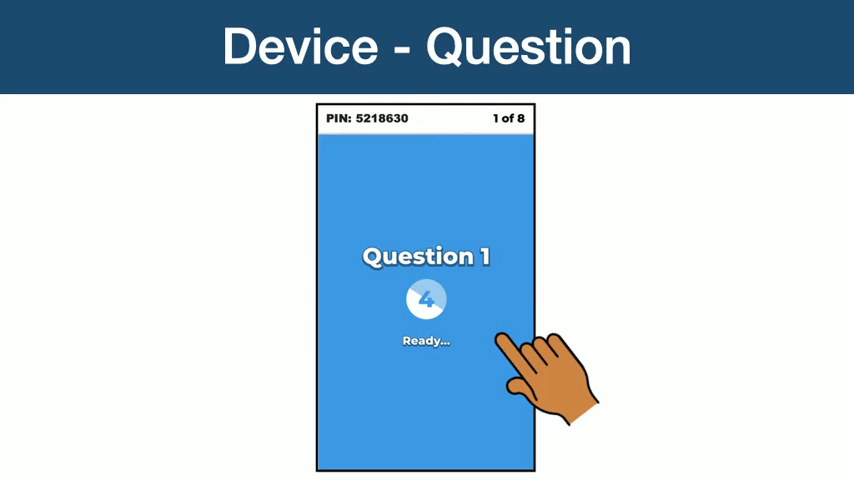 Device - Question
PIN: 5218630
1 of 8
Question 1
4
Ready...